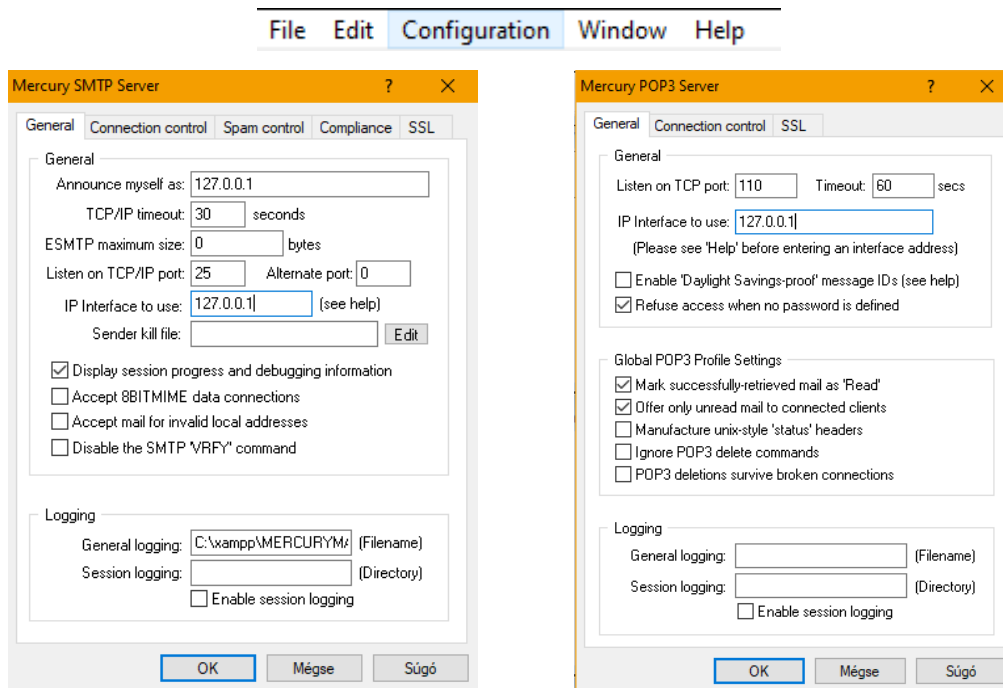 File Edit Configuration Window Help
Mercury SMTP Server ? ×
General Connection control Spam control Compliance SSL
General
Announce myself as: 127.0.0.1
TCP/IP timeout: 30 seconds
ESMTP maximum size: 0 bytes
Listen on TCP/IP port: 25 Alternate port: 0
IP Interface to use: 127.0.0.1 (see help)
Sender kill file: Edit
Display session progress and debugging information
Accept 8BITMIME data connections
Accept mail for invalid local addresses
Disable the SMTP 'VRFY' command
Logging
General logging: C:\xampp\MERCURYMA (Filename)
Session logging: (Directory)
Enable session logging
OK Mégse Súgó
Mercury POP3 Server ? ×
General Connection control SSL
General
Listen on TCP port: 110 Timeout: 60 secs
IP Interface to use: 127.0.0.1
(Please see 'Help' before entering an interface address)
Enable 'Daylight Savings-proof' message IDs (see help)
Refuse access when no password is defined
Global POP3 Profile Settings
Mark successfully-retrieved mail as 'Read'
Offer only unread mail to connected clients
Manufacture unix-style 'status' headers
Ignore POP3 delete commands
POP3 deletions survive broken connections
Logging
General logging: (Filename)
Session logging: (Directory)
Enable session logging
OK Mégse Súgó